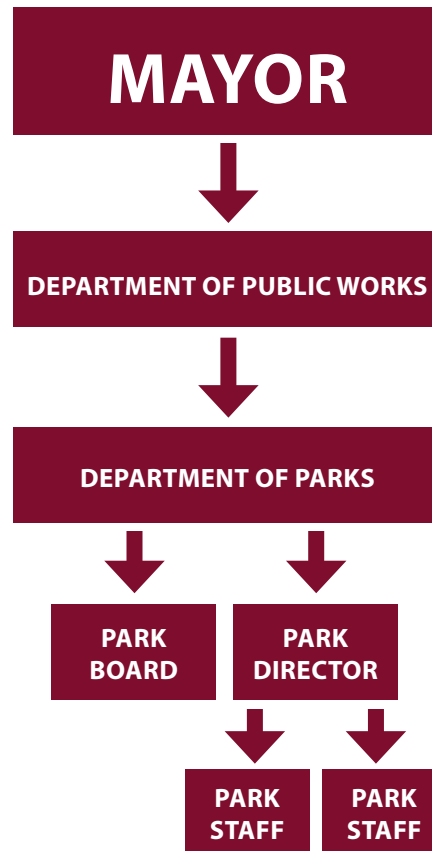 MAYOR
DEPARTMENT OF PUBLIC WORKS
DEPARTMENT OF PARKS
PARK
BOARD
PARK
DIRECTOR
PARK
STAFF
PARK
STAFF